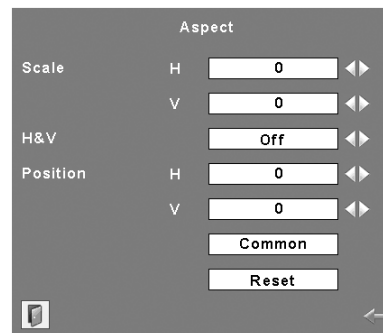 Aspect
Scale H 0
V 0
H&V Off
Position H 0
V 0
Common
Reset